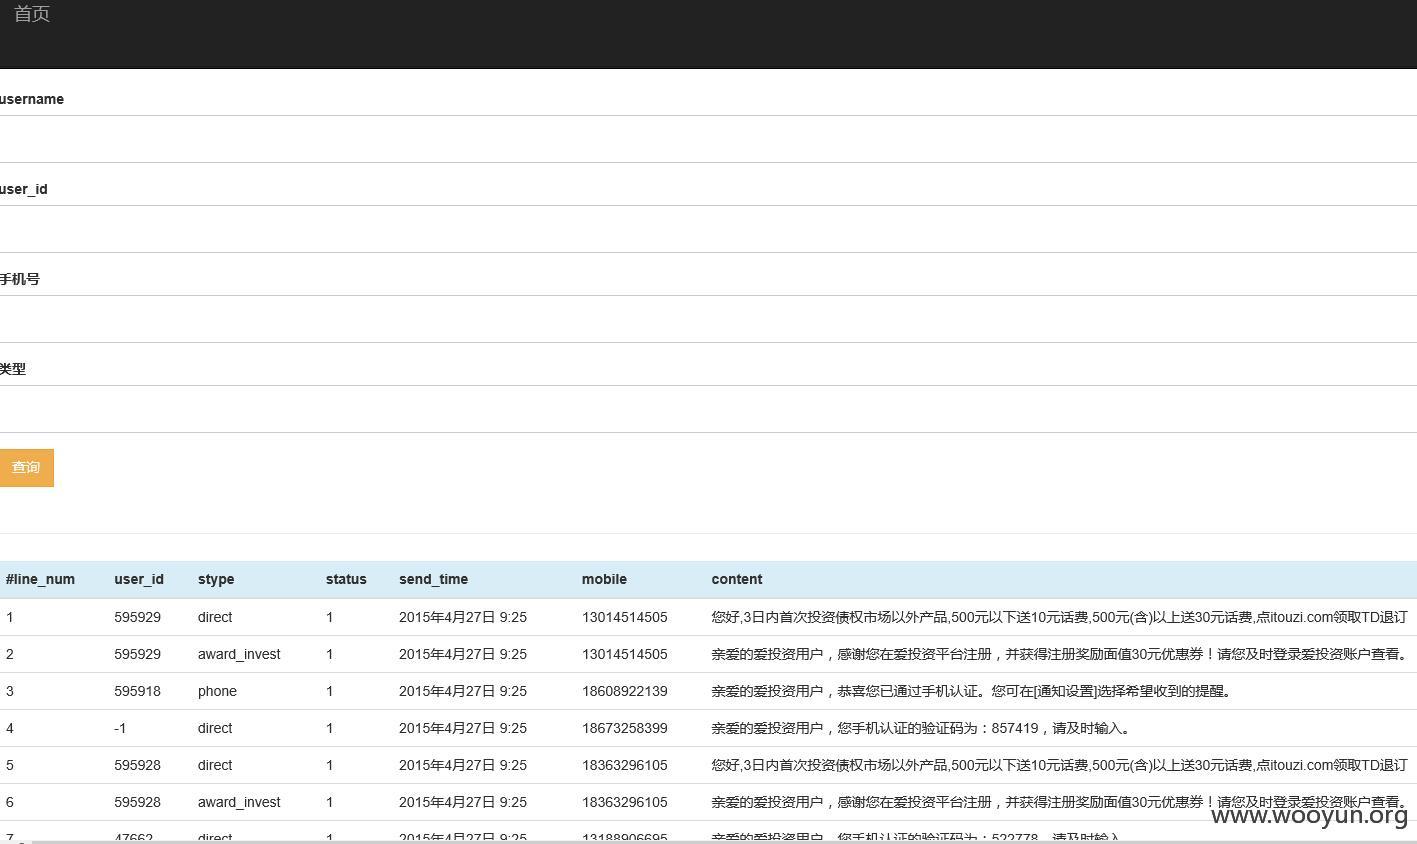 首页
username
user_id
手机号
类型
查询
#line_num user_id stype status send_time mobile content
1 595929 direct 1 2015年4月27日 9:25 13014514505 您好,3日内首次投资债权市场以外产品,500元以下送10元话费,500元(含)以上送30元话费,点itouzi.com领取TD退订
2 595929 award_invest 1 2015年4月27日 9:25 13014514505 亲爱的爱投资用户，感谢您在爱投资平台注册，并获得注册奖励面值30元优惠券！请您及时登录爱投资账户查看。
3 595918 phone 1 2015年4月27日 9:25 18608922139 亲爱的爱投资用户，恭喜您已通过手机认证。您可在[通知设置]选择希望收到的提醒。
4 -1 direct 1 2015年4月27日 9:25 18673258399 亲爱的爱投资用户，您手机认证的验证码为：857419，请及时输入。
5 595928 direct 1 2015年4月27日 9:25 18363296105 您好,3日内首次投资债权市场以外产品,500元以下送10元话费,500元(含)以上送30元话费,点itouzi.com领取TD退订
6 595928 award_invest 1 2015年4月27日 9:25 18363296105 亲爱的爱投资用户，感谢您在爱投资平台注册，并获得注册奖励面值30元优惠券！请您及时登录爱投资账户查看。
7 47662 direct 1 2015年4月27日 9:25 13188906695 亲爱的爱投资用户，您手机认证的验证码为：522778，请及时输入
www.wooyun.org